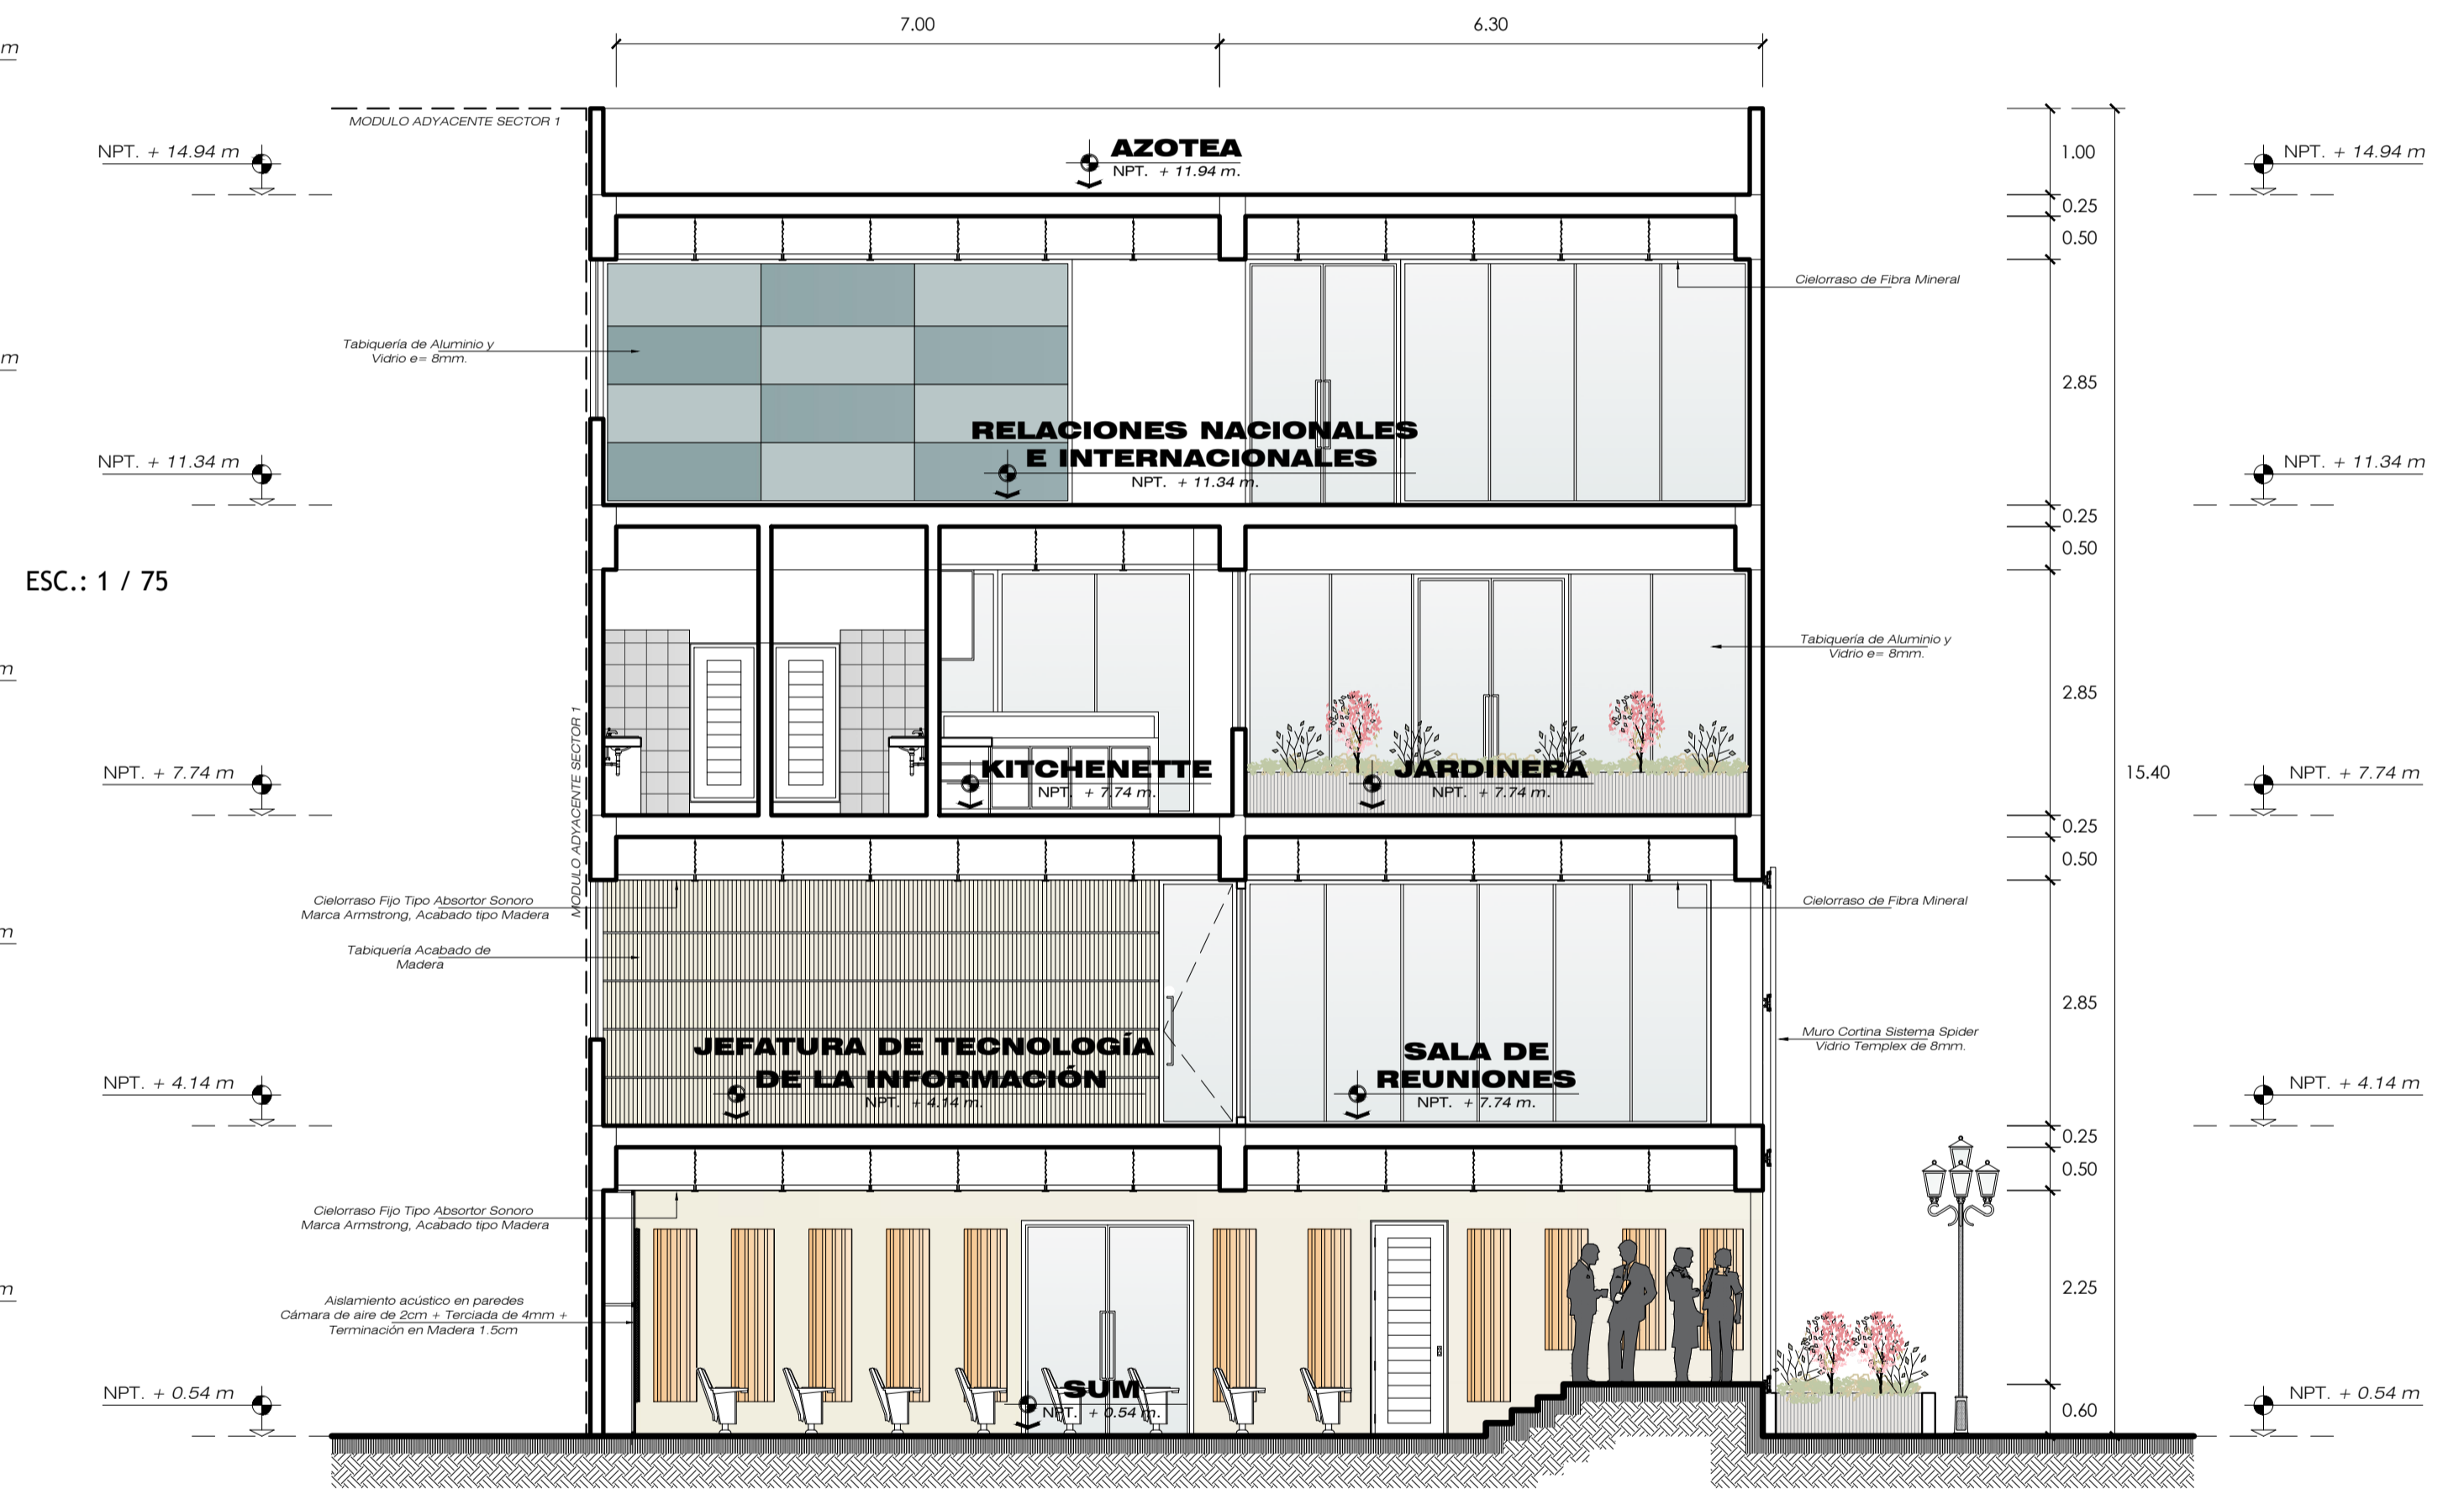 7.00
6.30
m
MODULO ADYACENTE SECTOR 1
NPT. + 14.94 m
AZOTEA
NPT. + 11.94 m.
1.00
NPT. + 14.94 m
0.25
0.50
Cielorraso de Fibra Mineral
m
Tabiquería de Aluminio y
Vidrio e= 8mm.
2.85
RELACIONES NACIONALES
E INTERNACIONALES
NPT. + 11.34 m.
NPT. + 11.34 m
NPT. + 11.34 m
0.25
0.50
ESC.: 1 / 75
m
Tabiquería de Aluminio y
Vidrio e= 8mm.
2.85
MODULO ADYACENTE SECTOR 1
NPT. + 7.74 m
KITCHENETTE
NPT. + 7.74 m.
JARDINERA
NPT. + 7.74 m.
15.40
NPT. + 7.74 m
0.25
0.50
Cielorraso Fijo Tipo Absortor Sonoro
Marca Armstrong, Acabado tipo Madera
Cielorraso de Fibra Mineral
m
Tabiquería Acabado de
Madera
2.85
Muro Cortina Sistema Spider
Vidrio Templex de 8mm.
JEFATURA DE TECNOLOGÍA
DE LA INFORMACIÓN
NPT. + 4.14 m.
SALA DE
REUNIONES
NPT. + 7.74 m.
NPT. + 4.14 m
NPT. + 4.14 m
0.25
0.50
Cielorraso Fijo Tipo Absortor Sonoro
Marca Armstrong, Acabado tipo Madera
m
2.25
Aislamiento acústico en paredes
Cámara de aire de 2cm + Terciada de 4mm +
Terminación en Madera 1.5cm
NPT. + 0.54 m
SUM
NPT. + 0.54 m.
0.60
NPT. + 0.54 m